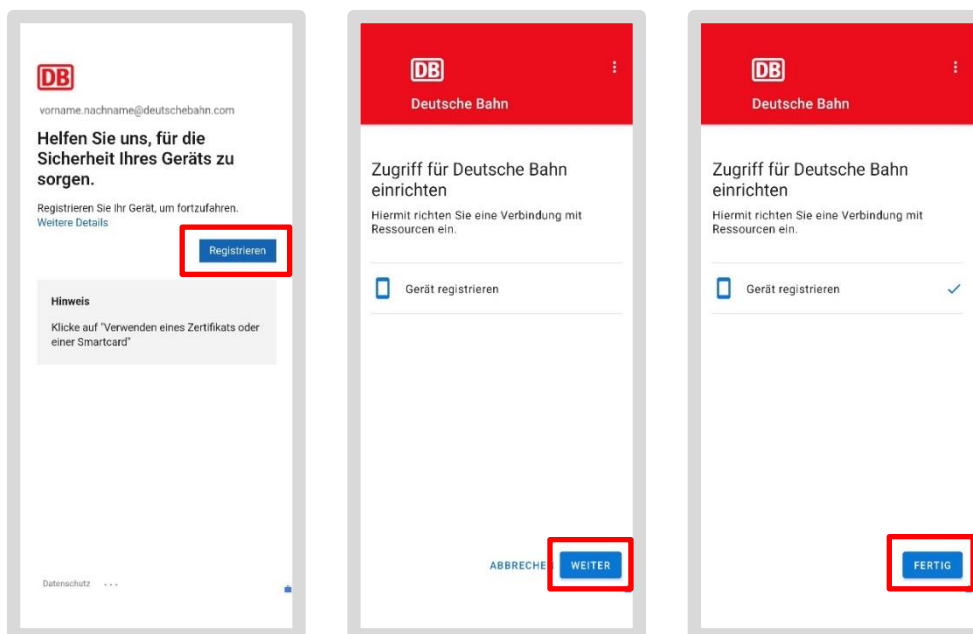 DB
vorname.nachname@deutschebahn.com
Helfen Sie uns, für die
Sicherheit Ihres Geräts zu
sorgen.
Registrieren Sie Ihr Gerät, um fortzufahren.
Weitere Details
Registrieren
Hinweis
Klicke auf "Verwenden eines Zertifikats oder
einer Smartcard"
Datenschutz ...
DB
Deutsche Bahn
Zugriff für Deutsche Bahn
einrichten
Hiermit richten Sie eine Verbindung mit
Ressourcen ein.
Gerät registrieren
ABBRECHEN WEITER
DB
Deutsche Bahn
Zugriff für Deutsche Bahn
einrichten
Hiermit richten Sie eine Verbindung mit
Ressourcen ein.
Gerät registrieren
FERTIG